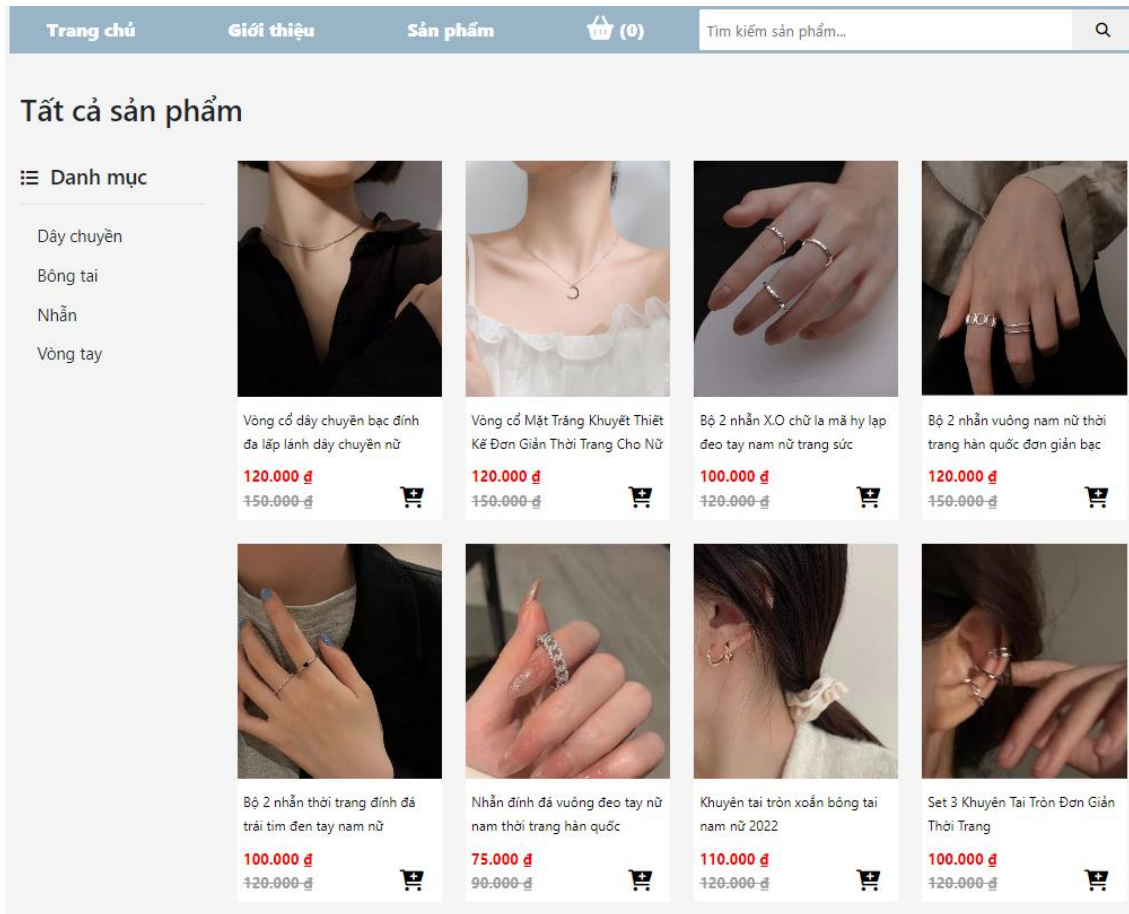 Trang chủ Giới thiệu Sản phẩm (0) Tìm kiếm sản phẩm...
Tất cả sản phẩm
Danh mục
Dây chuyền
Bông tai
Nhẫn
Vòng tay
Vòng cổ dây chuyền bạc đính
đa lấp lánh dây chuyền nữ
120.000 ₫
150.000 ₫
Vòng cổ Mặt Trăng Khuyết Thiết
Kế Đơn Giản Thời Trang Cho Nữ
120.000 ₫
150.000 ₫
Bộ 2 nhẫn X.O chữ la mã hy lạp
đeo tay nam nữ trang sức
100.000 ₫
120.000 ₫
Bộ 2 nhẫn vuông nam nữ thời
trang hàn quốc đơn giản bạc
120.000 ₫
150.000 ₫
Bộ 2 nhẫn thời trang đính đá
trái tim đen tay nam nữ
100.000 ₫
120.000 ₫
Nhẫn đính đá vuông đeo tay nữ
nam thời trang hàn quốc
75.000 ₫
90.000 ₫
Khuyên tai tròn xoắn bông tai
nam nữ 2022
110.000 ₫
120.000 ₫
Set 3 Khuyên Tai Tròn Đơn Giản
Thời Trang
100.000 ₫
120.000 ₫